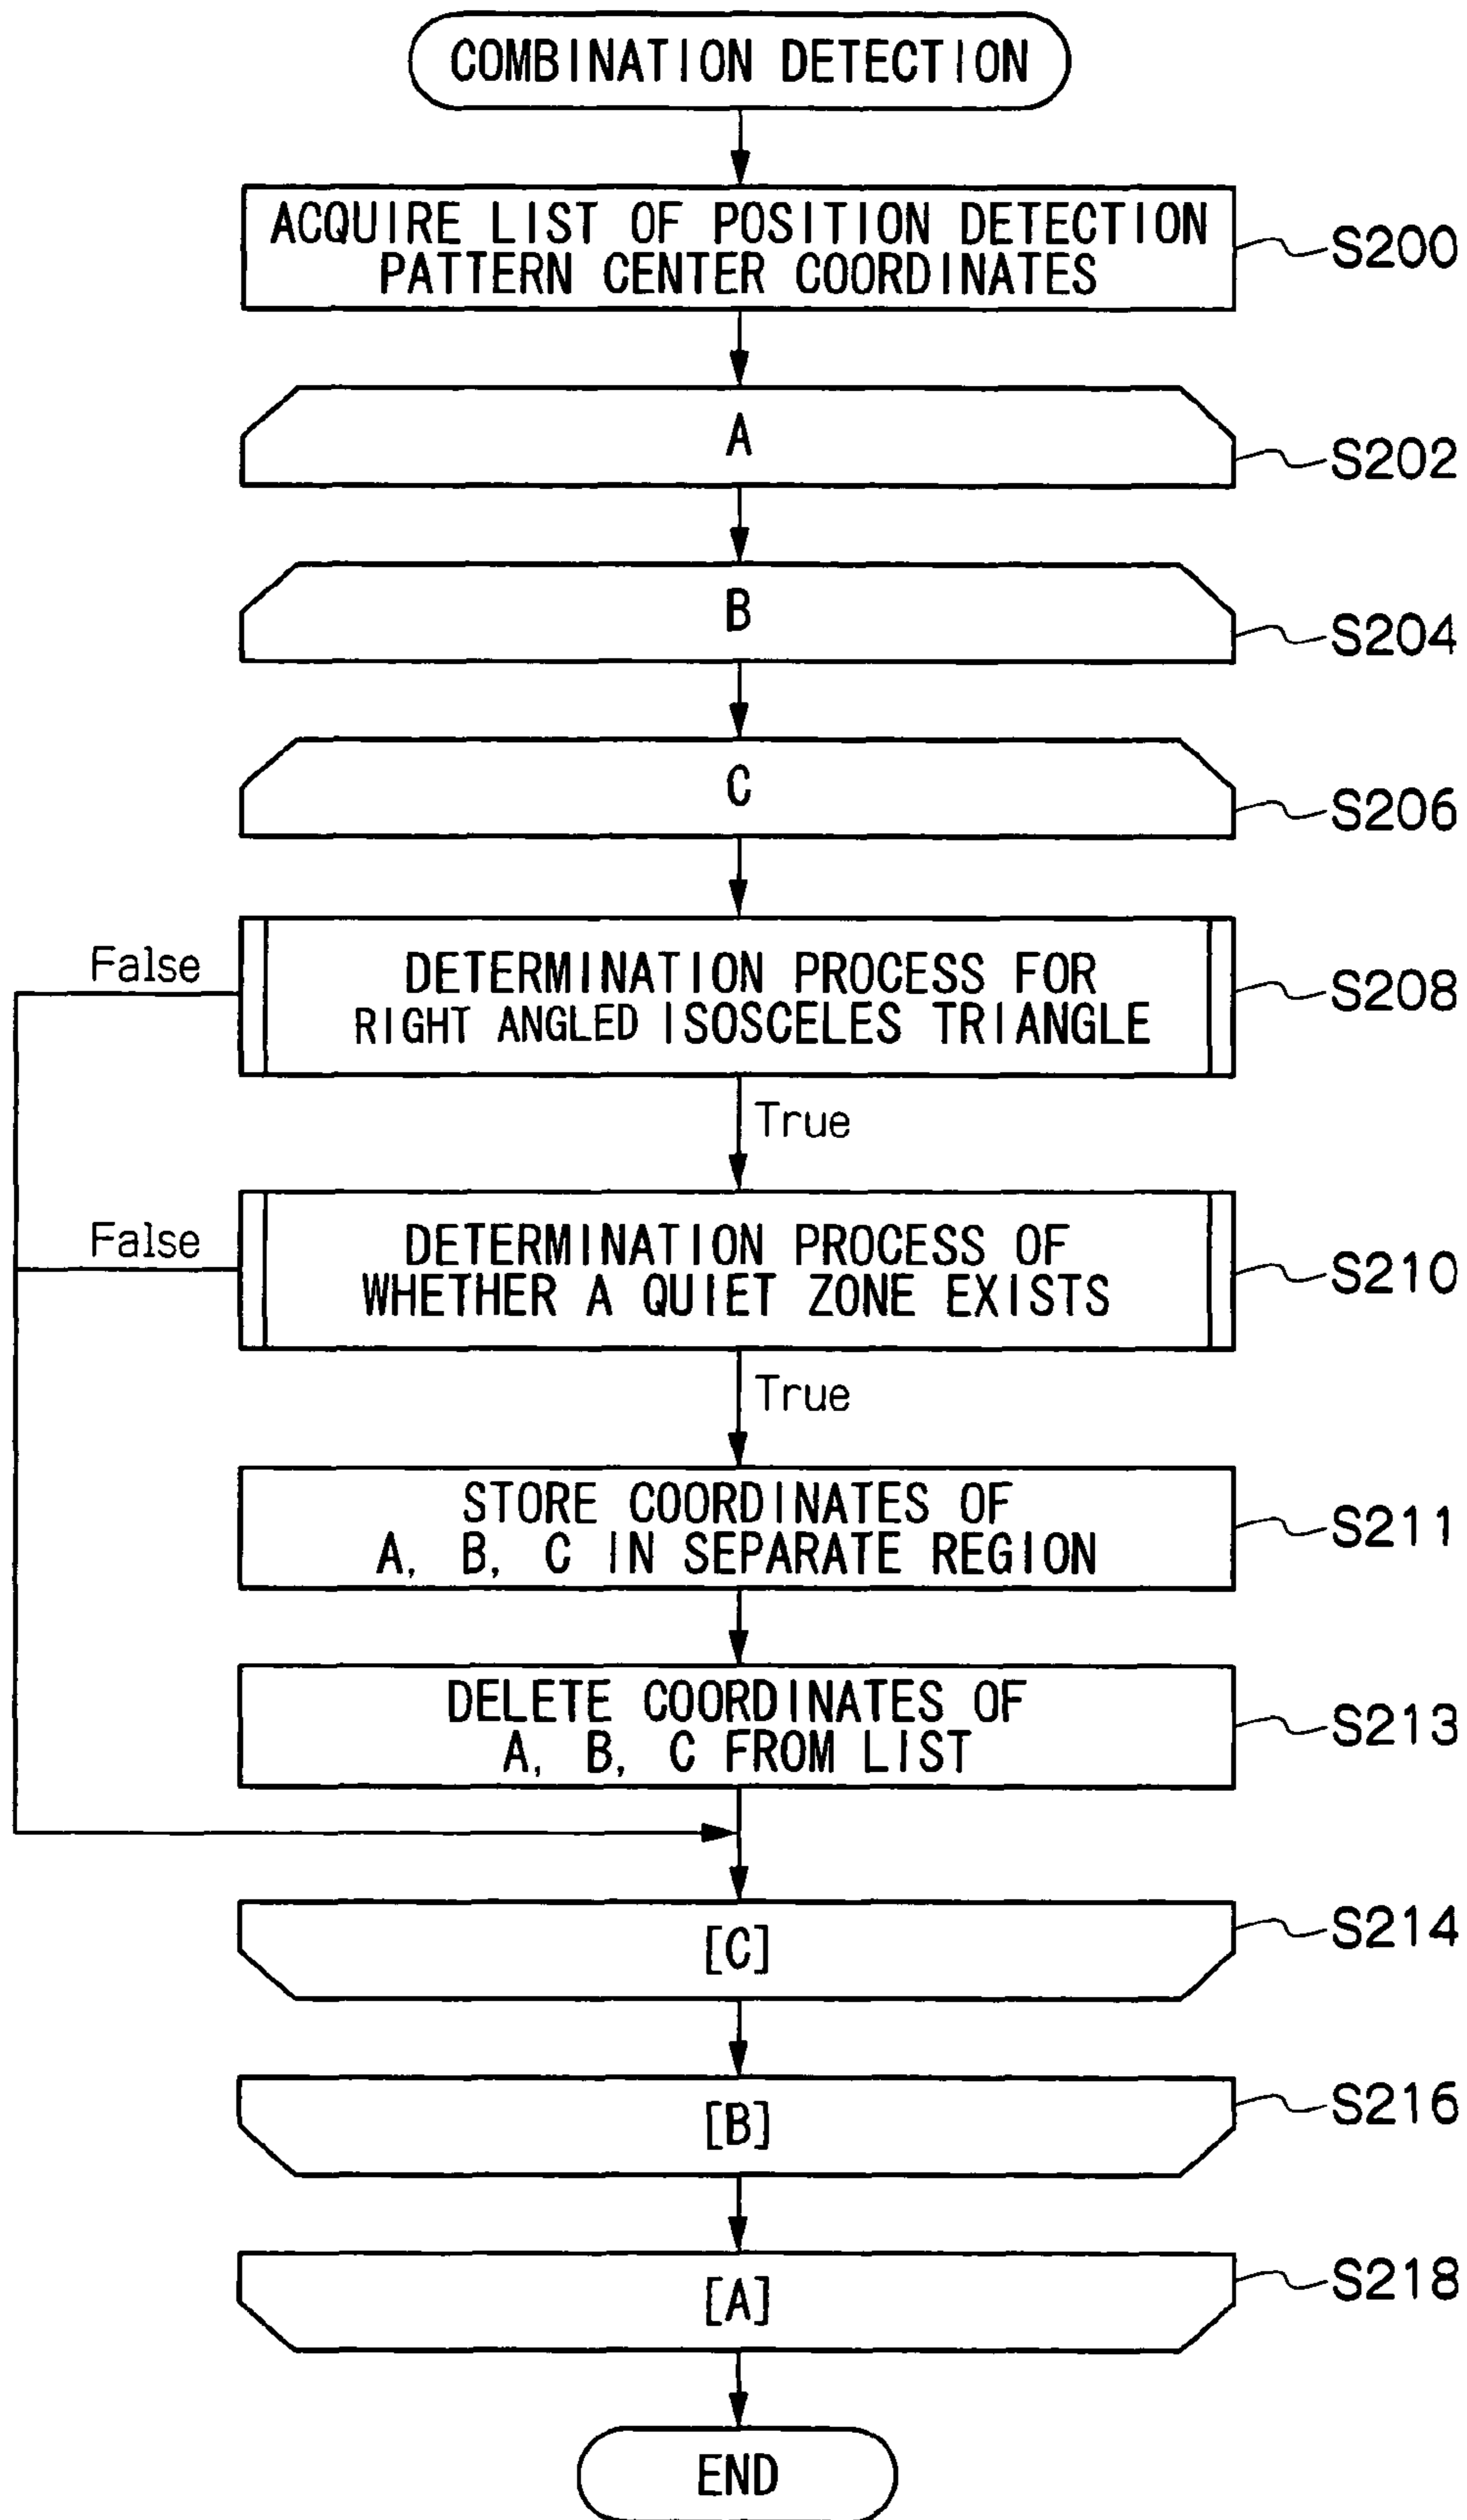 COMBINATION DETECTION
ACQUIRE LIST OF POSITION DETECTION
PATTERN CENTER COORDINATES
S200
A
S202
B
S204
C
S206
False
DETERMINATION PROCESS FOR
RIGHT ANGLED ISOSCELES TRIANGLE
S208
True
False
DETERMINATION PROCESS OF
WHETHER A QUIET ZONE EXISTS
S210
True
STORE COORDINATES OF
A, B, C IN SEPARATE REGION
S211
DELETE COORDINATES OF
A, B, C FROM LIST
S213
[C]
S214
[B]
S216
[A]
S218
END